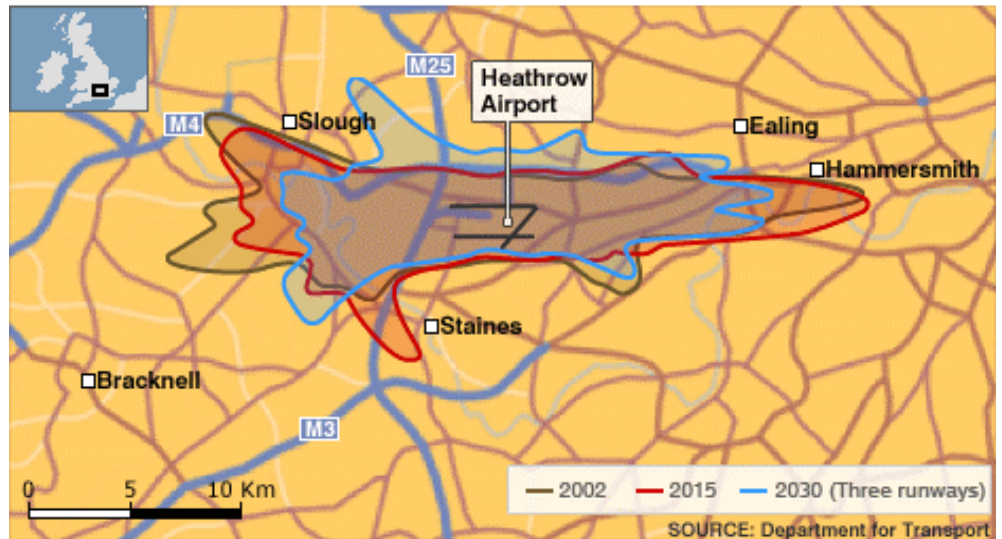 M25
Heathrow
Airport
M4
Slough
Ealing
Hammersmith
Staines
Bracknell
M3
0 5 10 Km
2002 2015 2030 (Three runways)
SOURCE: Department for Transport